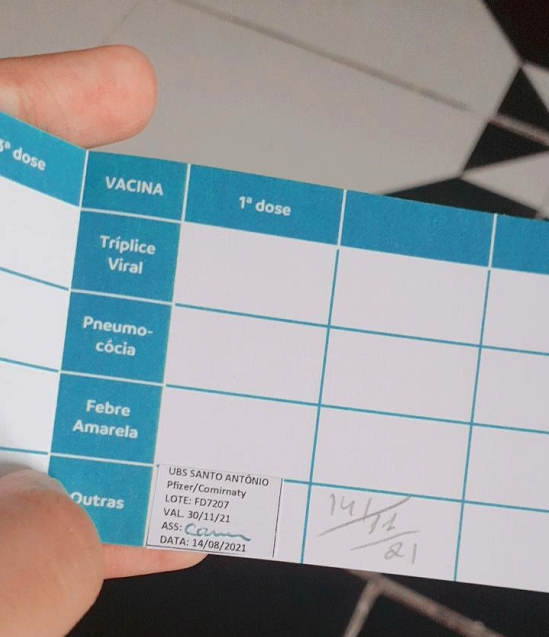 3ª dose
VACINA
1ª dose
Tríplice
Viral
Pneumo-
cócia
Febre
Amarela
Outras
UBS SANTO ANTÔNIO
Pfizer/Comirnaty
LOTE: FD7207
VAL. 30/11/21
ASS:
DATA: 14/08/2021
14/11/21